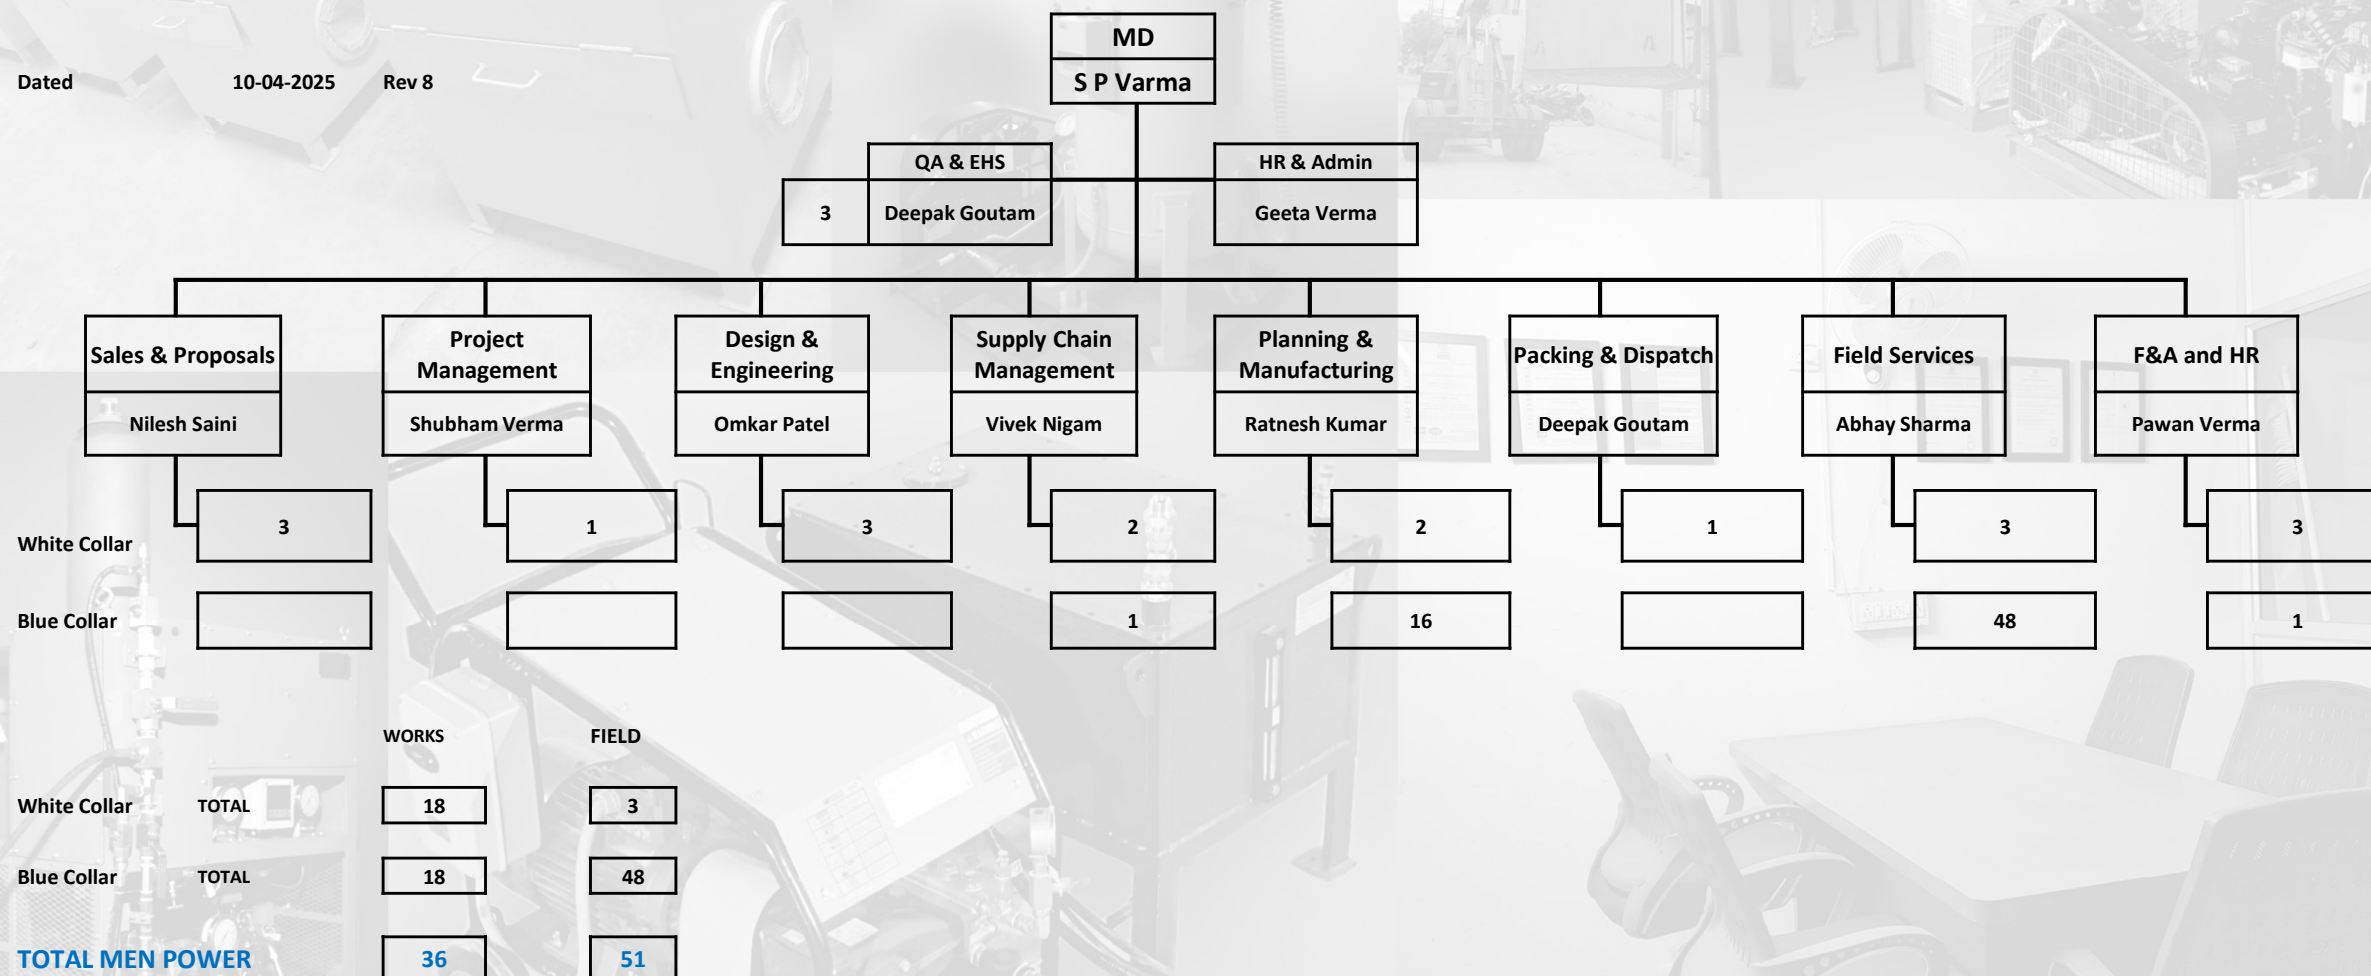 MD
S P Varma
Dated 10-04-2025 Rev 8
QA & EHS
3 Deepak Goutam
HR & Admin
Geeta Verma
Sales & Proposals
Nilesh Saini
Project
Management
Shubham Verma
Design &
Engineering
Omkar Patel
Supply Chain
Management
Vivek Nigam
Planning &
Manufacturing
Ratnesh Kumar
Packing & Dispatch
Deepak Goutam
Field Services
Abhay Sharma
F&A and HR
Pawan Verma
White Collar 3 1 3 2 2 1 3 3
Blue Collar 1 16 48 1
WORKS FIELD
White Collar TOTAL 18 3
Blue Collar TOTAL 18 48
TOTAL MEN POWER 36 51